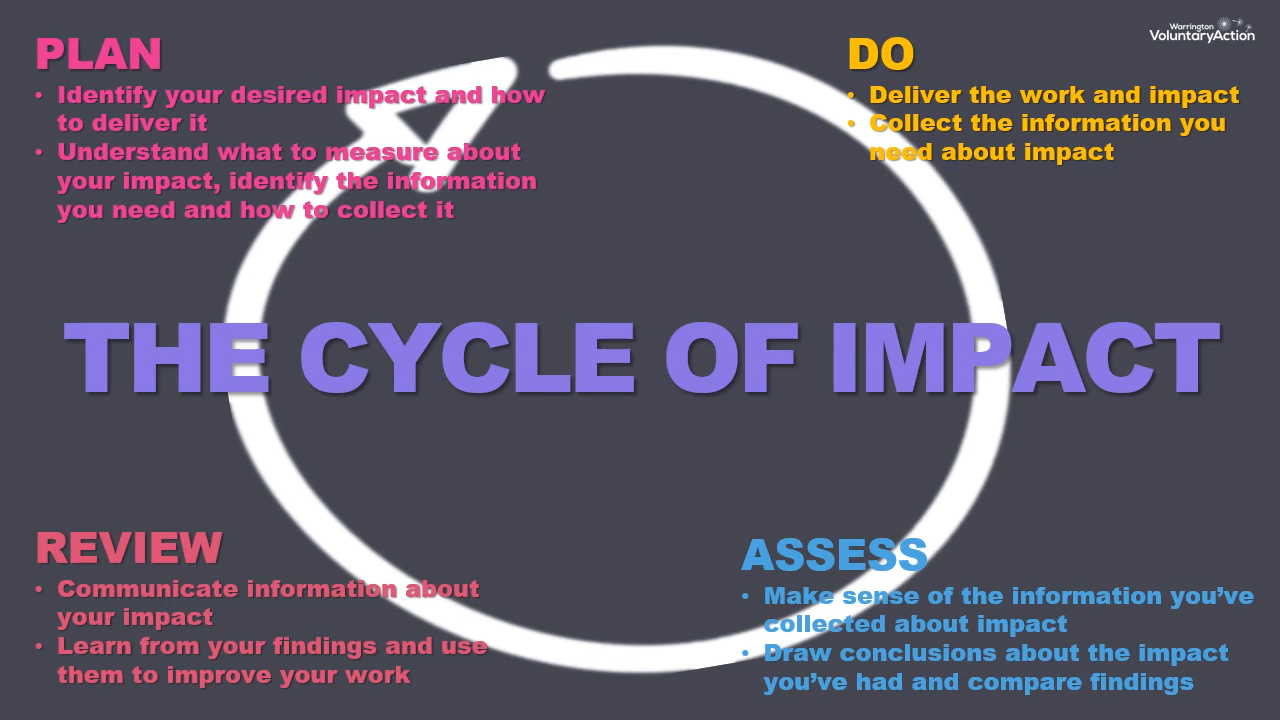 PLAN
• Identify your desired impact and how
to deliver it
• Understand what to measure about
your impact, identify the information
you need and how to collect it
Warrington
VoluntaryAction
DO
• Deliver the work and impact
• Collect the information you
need about impact
THE CYCLE OF IMPACT
REVIEW
• Communicate information about
your impact
• Learn from your findings and use
them to improve your work
ASSESS
• Make sense of the information you’ve
collected about impact
• Draw conclusions about the impact
you’ve had and compare findings